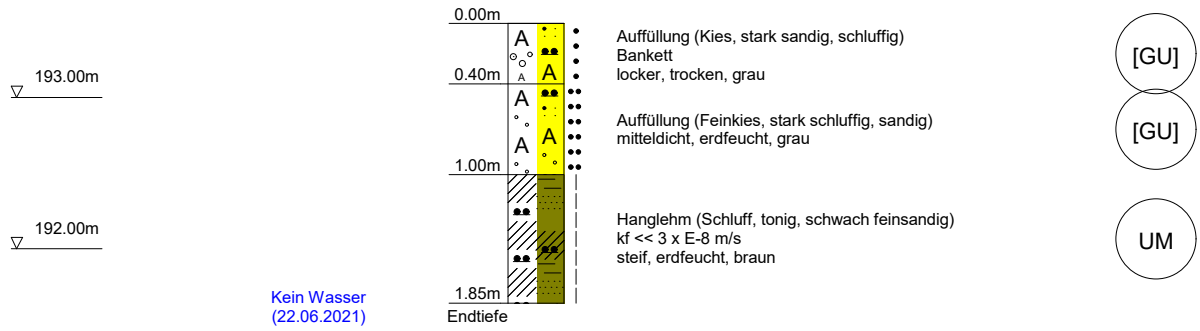 0.00m
A
A
A
Auffüllung (Kies, stark sandig, schluffig)
Bankett
locker, trocken, grau
[GU]
193.00m
0.40m
A
A
A
Auffüllung (Feinkies, stark schluffig, sandig)
mitteldicht, erdfeucht, grau
[GU]
1.00m
Hanglehm (Schluff, tonig, schwach feinsandig)
kf << 3 x E-8 m/s
steif, erdfeucht, braun
UM
192.00m
1.85m
Endtiefe
Kein Wasser
(22.06.2021)